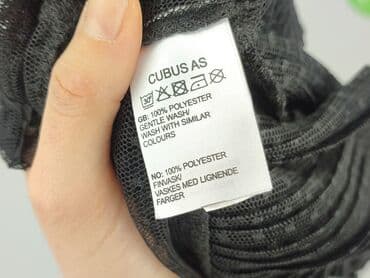 CUBUS AS
30°
GB: 100% POLYESTER
GENTLE WASH/
WASH WITH SIMILAR
COLOURS
NO: 100% POLYESTER
FINVASK/
VASKES MED LIGNENDE
FARGER